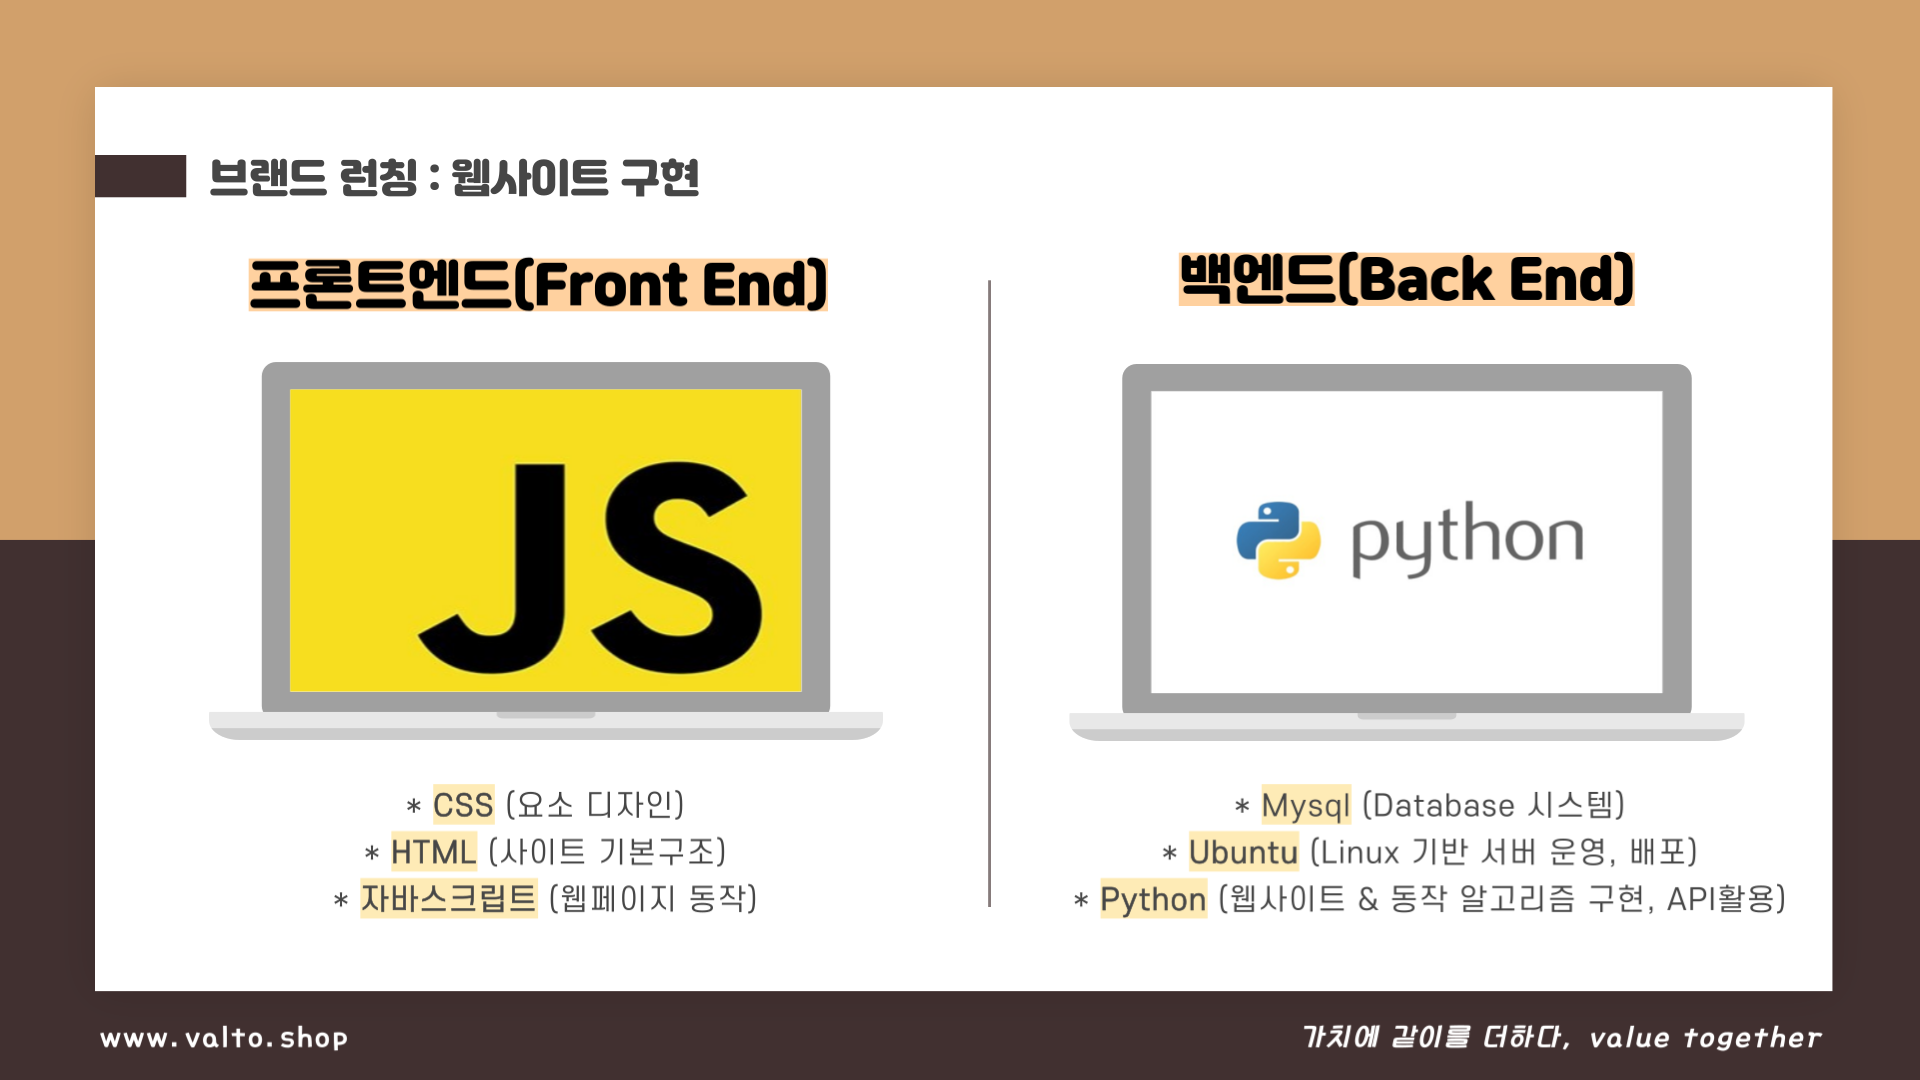 브랜드 런칭 : 웹사이트 구현
프론트엔드(Front End)
JS
* CSS (요소 디자인)
* HTML (사이트 기본구조)
* 자바스크립트 (웹페이지 동작)
백엔드(Back End)
python
* Mysql (Database 시스템)
* Ubuntu (Linux 기반 서버 운영, 배포)
* Python (웹사이트 & 동작 알고리즘 구현, API활용)
www.valto.shop
가치에 같이를 더하다, value together